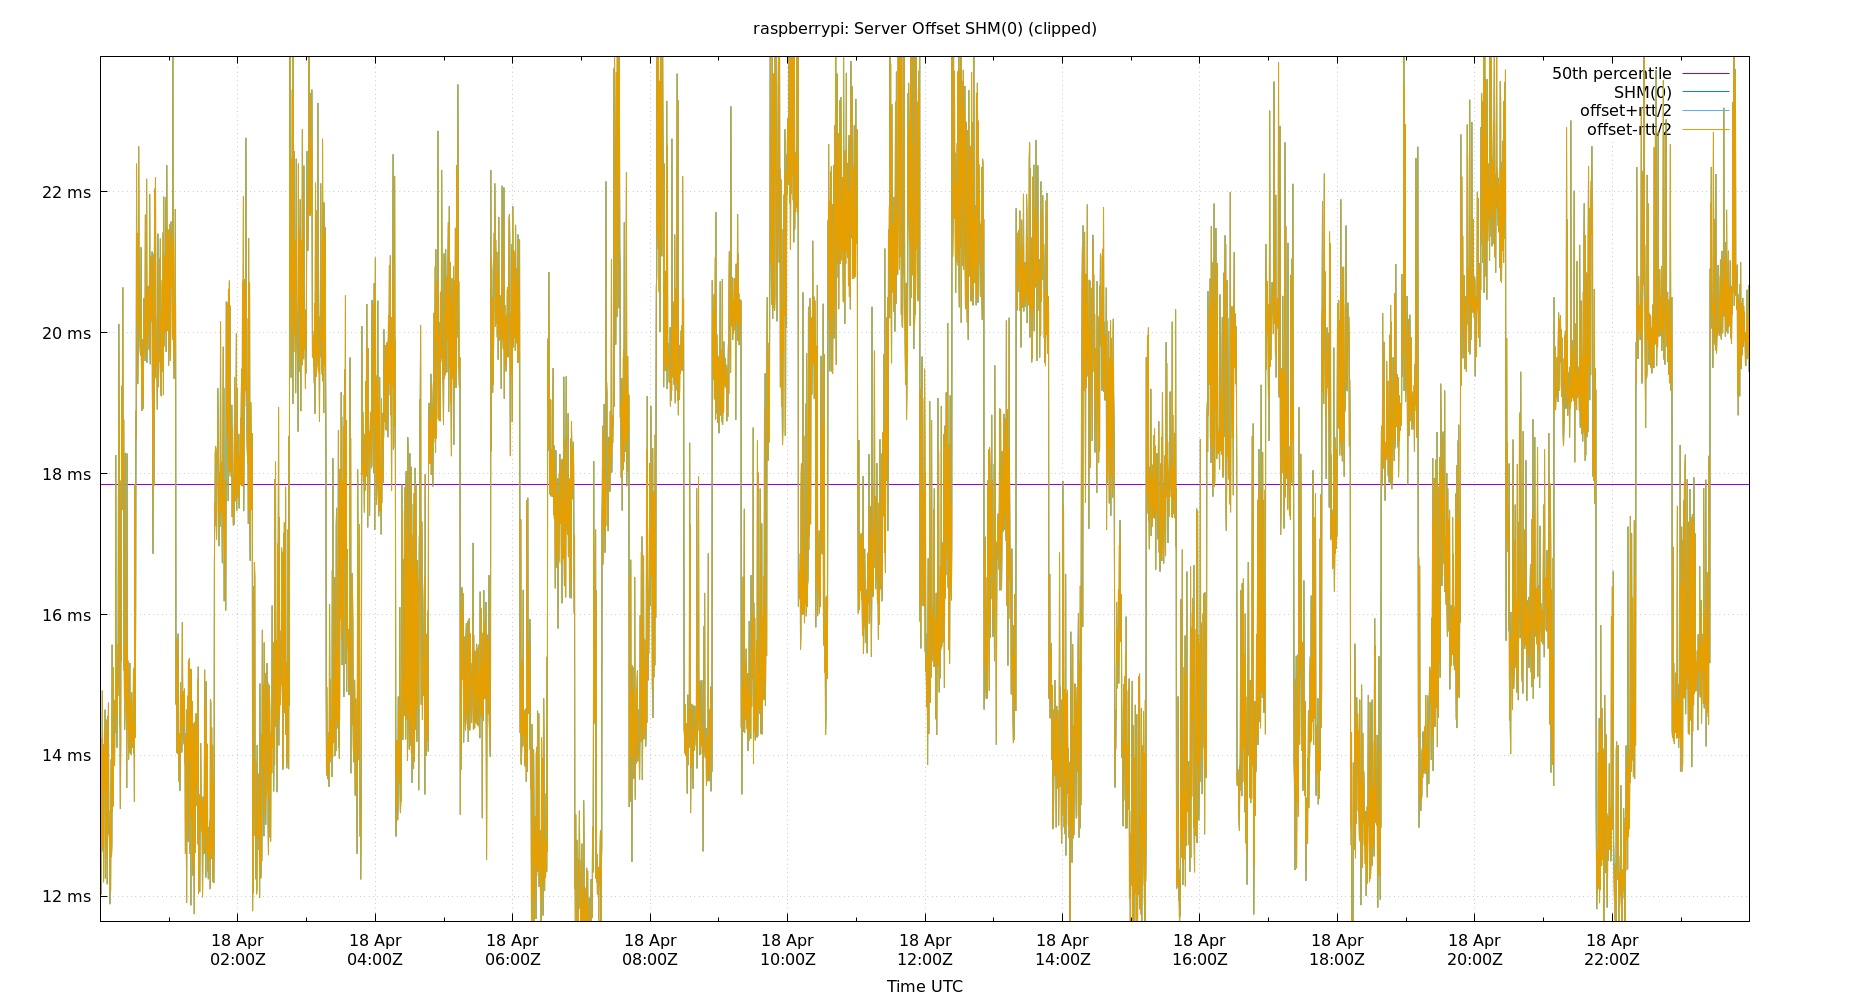 raspberrypi: Server Offset SHM(0) (clipped)
50th percentile
SHM(0)
offset+rtt/2
offset-rtt/2
22 ms
20 ms
18 ms
16 ms
14 ms
12 ms
18 Apr 18 Apr 18 Apr 18 Apr 18 Apr 18 Apr 18 Apr 18 Apr 18 Apr 18 Apr 18 Apr
02:00Z 04:00Z 06:00Z 08:00Z 10:00Z 12:00Z 14:00Z 16:00Z 18:00Z 20:00Z 22:00Z
Time UTC